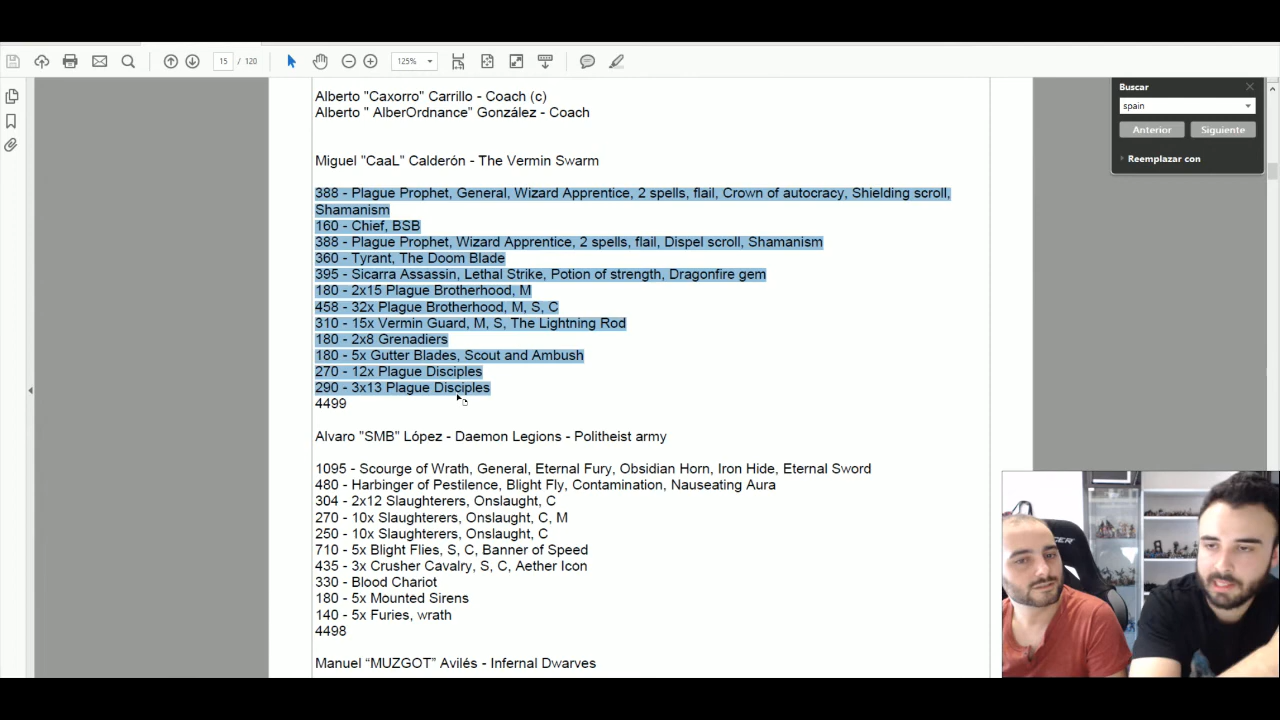 15 / 120
125%
Buscar
spain
Anterior
Siguiente
Reemplazar con
Alberto "Caxorro" Carrillo - Coach (c)
Alberto " AlberOrdnance" González - Coach
Miguel "CaaL" Calderón - The Vermin Swarm
388 - Plague Prophet, General, Wizard Apprentice, 2 spells, flail, Crown of autocracy, Shielding scroll,
Shamanism
160 - Chief, BSB
388 - Plague Prophet, Wizard Apprentice, 2 spells, flail, Dispel scroll, Shamanism
360 - Tyrant, The Doom Blade
395 - Sicarra Assassin, Lethal Strike, Potion of strength, Dragonfire gem
180 - 2x15 Plague Brotherhood, M
458 - 32x Plague Brotherhood, M, S, C
310 - 15x Vermin Guard, M, S, The Lightning Rod
180 - 2x8 Grenadiers
180 - 5x Gutter Blades, Scout and Ambush
270 - 12x Plague Disciples
290 - 3x13 Plague Disciples
4499
Alvaro "SMB" López - Daemon Legions - Politheist army
1095 - Scourge of Wrath, General, Eternal Fury, Obsidian Horn, Iron Hide, Eternal Sword
480 - Harbinger of Pestilence, Blight Fly, Contamination, Nauseating Aura
304 - 2x12 Slaughterers, Onslaught, C
270 - 10x Slaughterers, Onslaught, C, M
250 - 10x Slaughterers, Onslaught, C
710 - 5x Blight Flies, S, C, Banner of Speed
435 - 3x Crusher Cavalry, S, C, Aether Icon
330 - Blood Chariot
180 - 5x Mounted Sirens
140 - 5x Furies, wrath
4498
Manuel “MUZGOT” Avilés - Infernal Dwarves